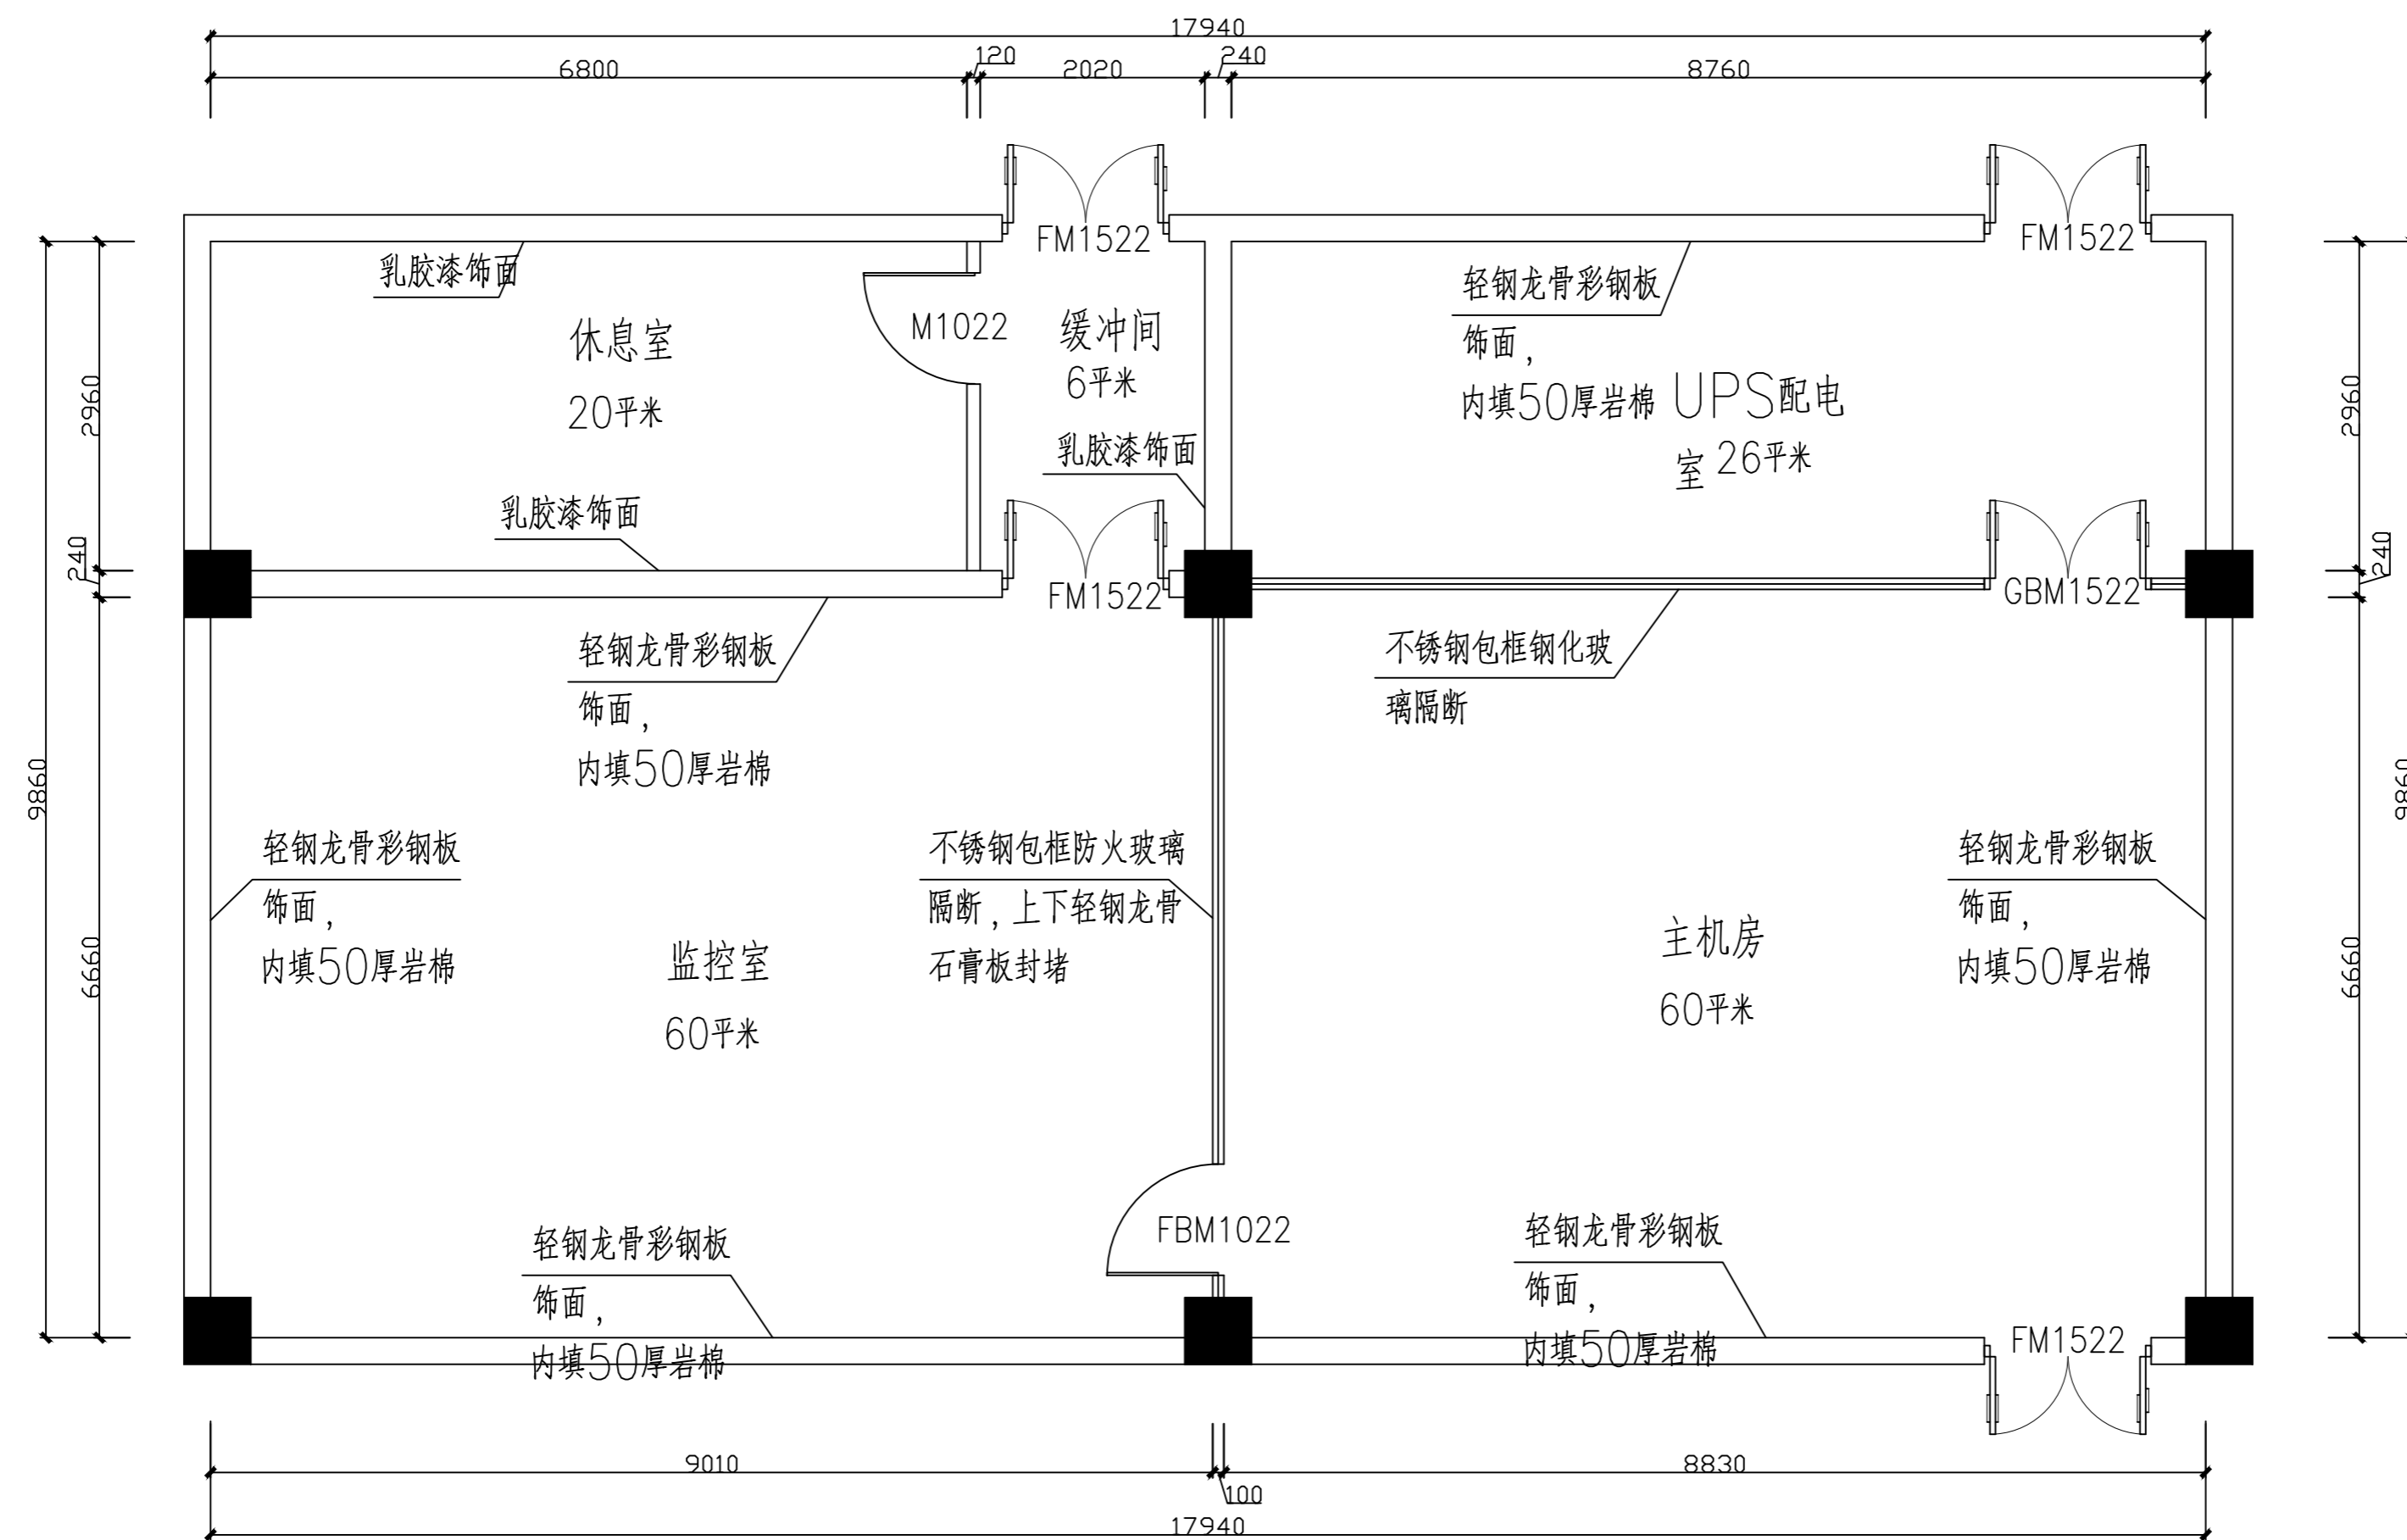 17940
6800
120
2020
240
8760
FM1522
FM1522
乳胶漆饰面
轻钢龙骨彩钢板
饰面，
内填50厚岩棉
休息室
20平米
M1022
缓冲间
6平米
UPS配电
室 26平米
乳胶漆饰面
乳胶漆饰面
2960
2960
240
240
FM1522
GBM1522
轻钢龙骨彩钢板
饰面，
内填50厚岩棉
不锈钢包框钢化玻
璃隔断
9860
9860
轻钢龙骨彩钢板
饰面，
内填50厚岩棉
不锈钢包框防火玻璃
隔断，上下轻钢龙骨
石膏板封堵
轻钢龙骨彩钢板
饰面，
内填50厚岩棉
监控室
60平米
主机房
60平米
6660
6660
FBM1022
轻钢龙骨彩钢板
饰面，
内填50厚岩棉
轻钢龙骨彩钢板
饰面，
内填50厚岩棉
FM1522
9010
100
8830
17940